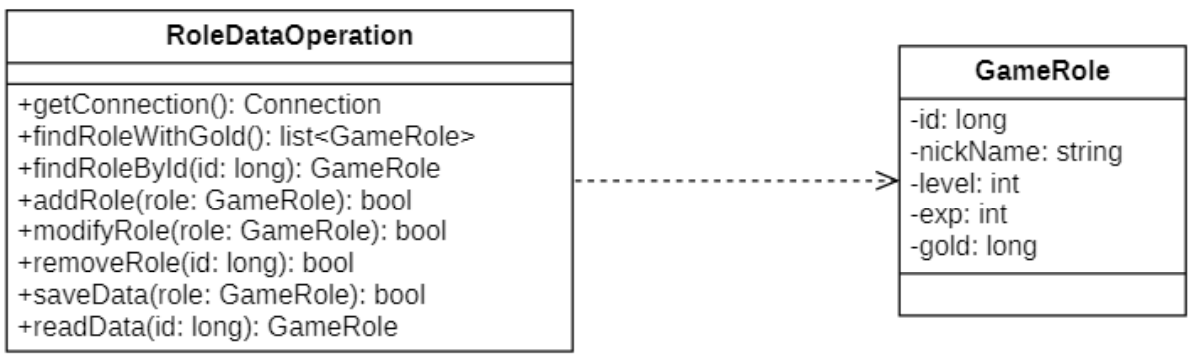 RoleDataOperation
+getConnection(): Connection
+findRoleWithGold(): list<GameRole>
+findRoleById(id: long): GameRole
+addRole(role: GameRole): bool
+modifyRole(role: GameRole): bool
+removeRole(id: long): bool
+saveData(role: GameRole): bool
+readData(id: long): GameRole
GameRole
-id: long
-nickName: string
-level: int
-exp: int
-gold: long